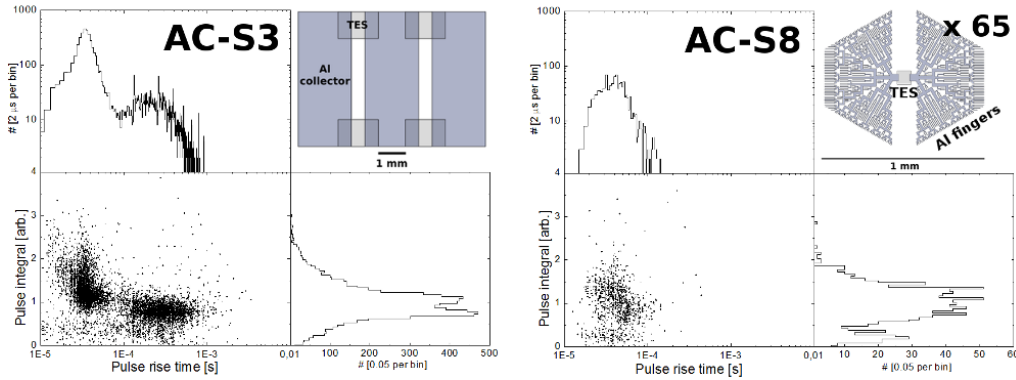 AC-S3
1000
100
10
4
# [2 µs per bin]
TES
Al
collector
1 mm
3
2
1
0
Pulse integral [arb.]
1E-5
1E-4
1E-3
0,01
Pulse rise time [s]
100
200
300
400
500
# [0.05 per bin]
AC-S8
1000
100
10
4
# [2 µs per bin]
x 65
TES
Al fingers
1 mm
3
2
1
0
Pulse integral [arb.]
1E-5
1E-4
1E-3
0,01
Pulse rise time [s]
10
20
30
40
50
60
# [0.05 per bin]